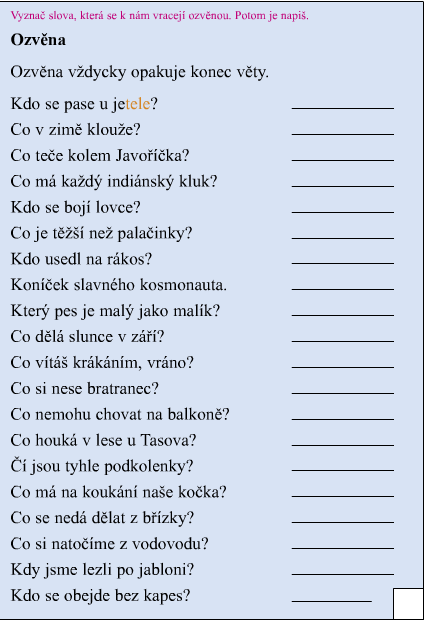 Vyznač slova, která se k nám vracejí ozvěnou. Potom je napiš.
Ozvěna
Ozvěna vždycky opakuje konec věty.
Kdo se pase u jetele?
Co v zimě klouže?
Co teče kolem Javoříčka?
Co má každý indiánský kluk?
Kdo se bojí lovce?
Co je těžší než palačinky?
Kdo usedl na rákos?
Koníček slavného kosmonauta.
Který pes je malý jako malík?
Co dělá slunce v září?
Co vítáš krákáním, vráno?
Co si nese bratranec?
Co nemohu chovat na balkoně?
Co houká v lese u Tasova?
Čí jsou tyhle podkolenky?
Co má na koukání naše kočka?
Co se nedá dělat z břízky?
Co si natočíme z vodovodu?
Kdy jsme lezli po jabloni?
Kdo se obejde bez kapes?